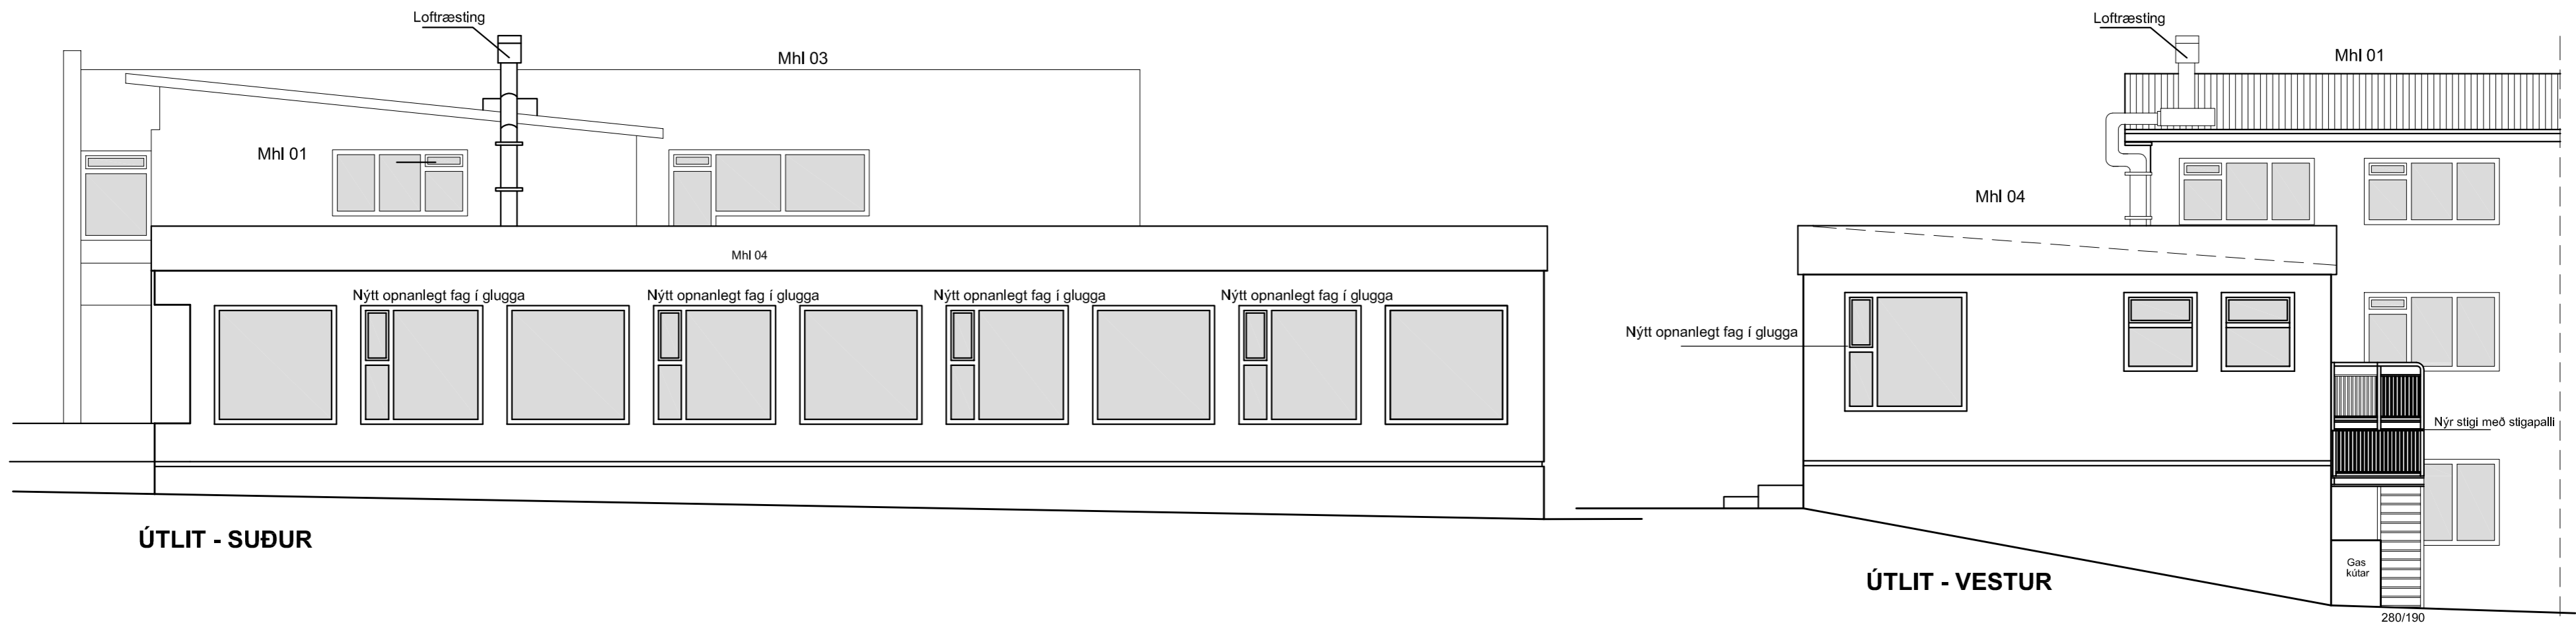 Loftræsting
Mhl 03
Mhl 01
Mhl 04
Nýtt opnanlegt fag í glugga
Nýtt opnanlegt fag í glugga
Nýtt opnanlegt fag í glugga
Nýtt opnanlegt fag í glugga
ÚTLIT - SUÐUR
Loftræsting
Mhl 01
Mhl 04
Nýtt opnanlegt fag í glugga
Nýr stigi með stigapalli
Gas
kútar
ÚTLIT - VESTUR
280/190